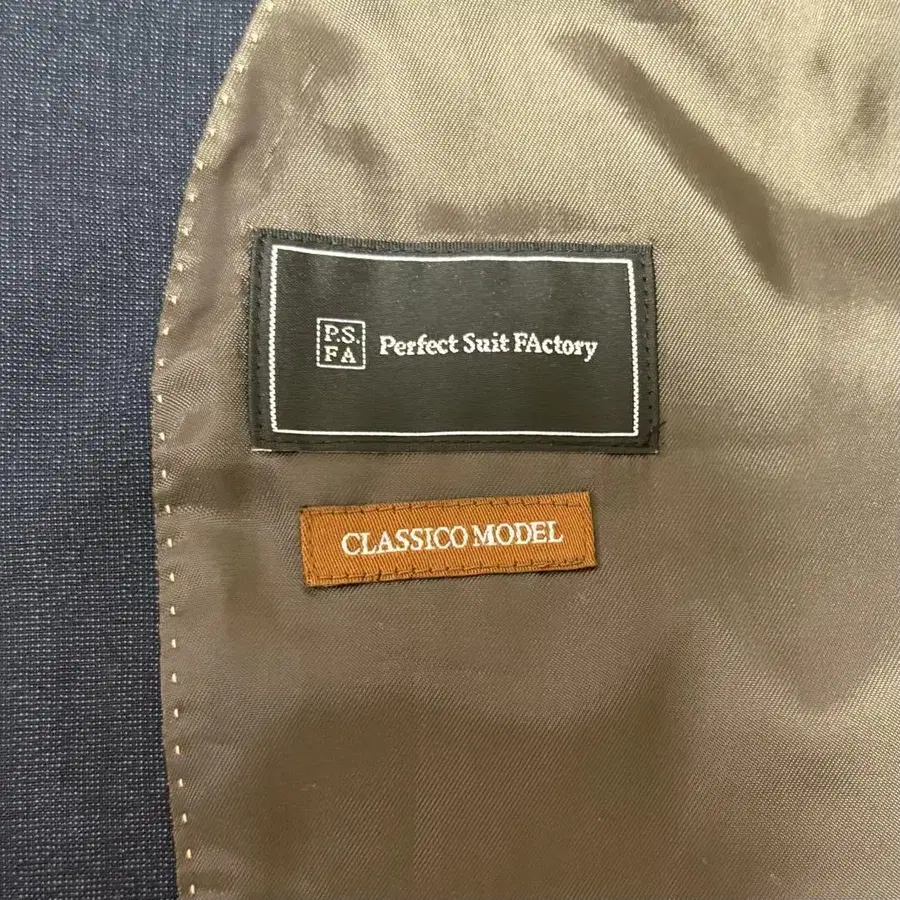 P.S.
FA
Perfect Suit FActory
CLASSICO MODEL